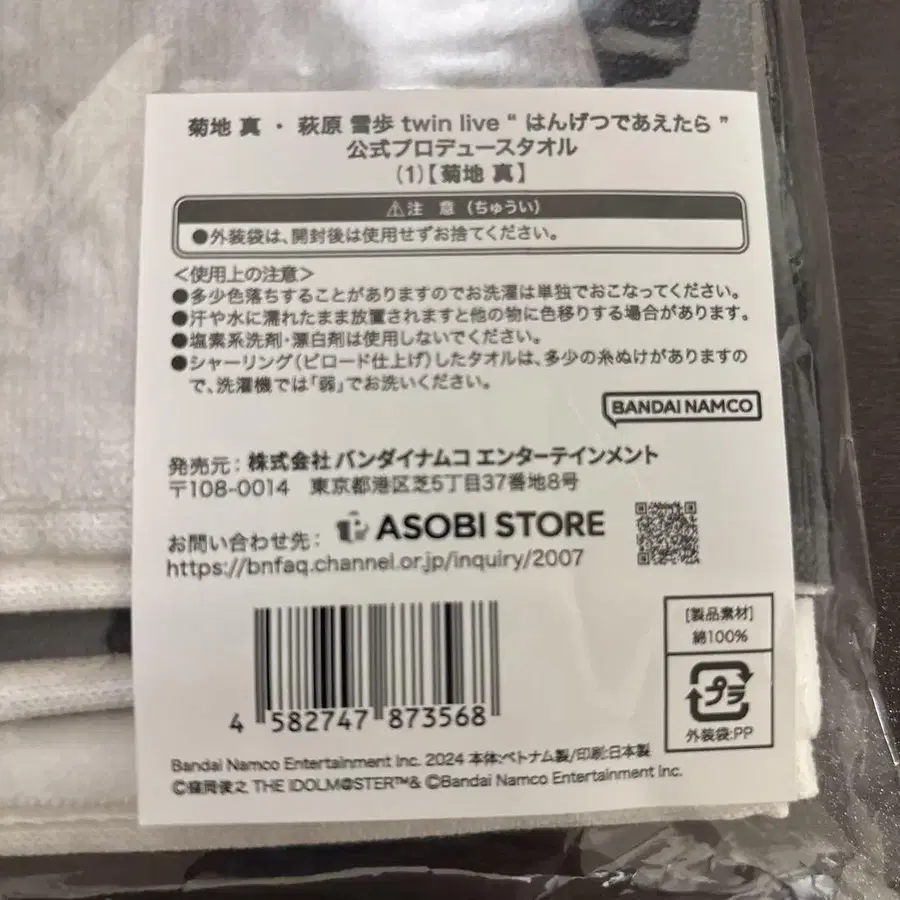 菊地 真 ・ 萩原 雪歩 twin live “ はんげつであえたら ”
公式プロデュースタオル
(1)【菊地 真】
⚠注 意 (ちゅうい)
●外装袋は、開封後は使用せずお捨てください。
<使用上の注意>
●多少色落ちすることがありますのでお洗濯は単独でおこなってください。
●汗や水に濡れたまま放置されますと他の物に色移りする場合があります。
●塩素系洗剤・漂白剤は使用しないでください。
●シャーリング(ビロード仕上げ)したタオルは、多少の糸ぬけがありますの
で、洗濯機では「弱」でお洗いください。
BANDAI NAMCO
発売元:株式会社 バンダイナムコ エンターテインメント
〒108-0014 東京都港区芝5丁目37番地8号
お問い合わせ先: ASOBI STORE
https://bnfaq.channel.or.jp/inquiry/2007
4 582747 873568
[製品素材]
綿100%
プラ
外装袋:PP
Bandai Namco Entertainment Inc. 2024 本体:ベトナム製/印刷:日本製
©窪岡俊之 THE IDOLM@STER™& ©Bandai Namco Entertainment Inc.